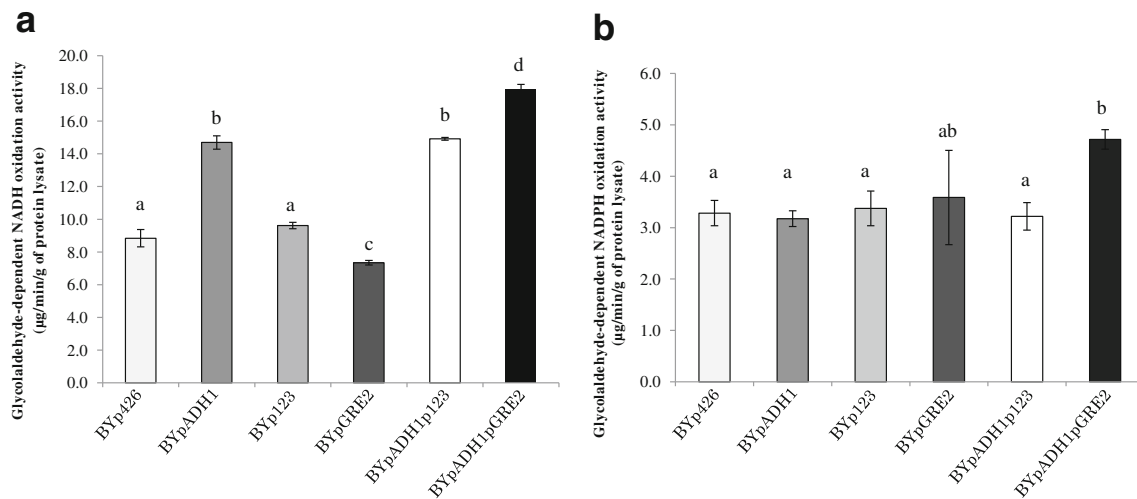 a
Glycolaldehyde-dependent NADH oxidation activity
(µg/min/g of protein lysate)
20.0
18.0
16.0
14.0
12.0
10.0
8.0
6.0
4.0
2.0
0.0
a
b
a
c
b
d
BYp426
BYpADH1
BYp123
BYpGRE2
BYpADH1p123
BYpADH1pGRE2
b
Glycolaldehyde-dependent NADPH oxidation activity
(µg/min/g of protein lysate)
6.0
5.0
4.0
3.0
2.0
1.0
0.0
a
a
a
ab
a
b
BYp426
BYpADH1
BYp123
BYpGRE2
BYpADH1p123
BYpADH1pGRE2